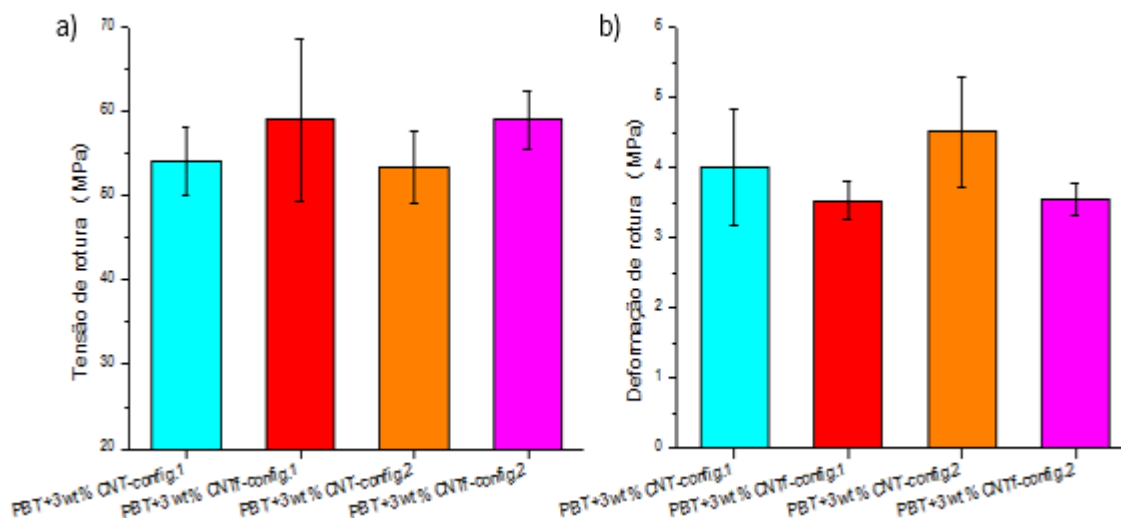 a)
Tensão de rotura (MPa)
70
60
50
40
30
20
PBT+3wt% CNT-config.1
PBT+3wt% CNTf-config.1
PBT+3wt% CNT-config.2
PBT+3wt% CNTf-config.2
b)
Deformação de rotura (MPa)
6
5
4
3
2
1
0
PBT+3wt% CNT-config.1
PBT+3wt% CNTf-config.1
PBT+3wt% CNT-config.2
PBT+3wt% CNTf-config.2